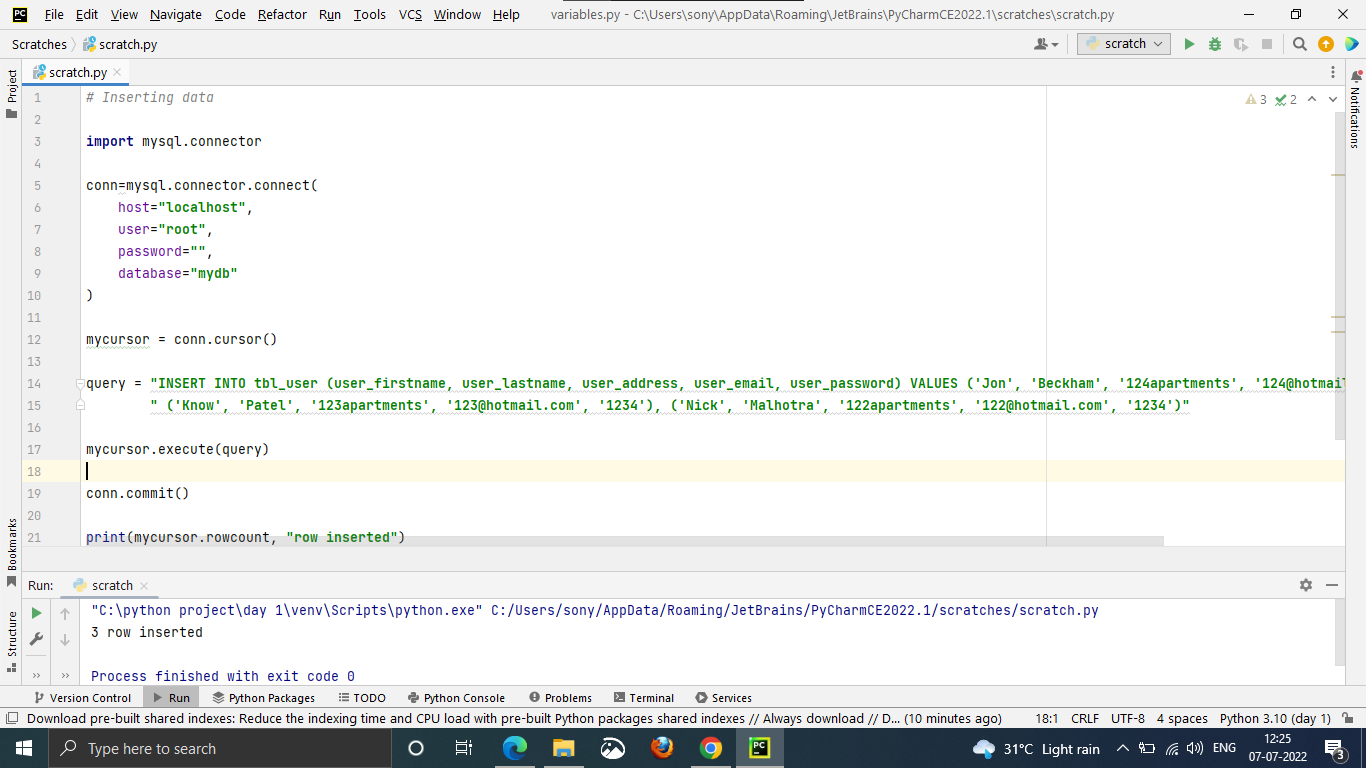 PC File Edit View Navigate Code Refactor Run Tools VCS Window Help variables.py - C:\Users\sony\AppData\Roaming\JetBrains\PyCharmCE2022.1\scratches\scratch.py
Scratches scratch.py scratch
Project
scratch.py
Notifications
3 2
1 # Inserting data
2
3 import mysql.connector
4
5 conn=mysql.connector.connect(
6 host="localhost",
7 user="root",
8 password="",
9 database="mydb"
10 )
11
12 mycursor = conn.cursor()
13
14 query = "INSERT INTO tbl_user (user_firstname, user_lastname, user_address, user_email, user_password) VALUES ('Jon', 'Beckham', '124apartments', '124@hotmail
15 " ('Know', 'Patel', '123apartments', '123@hotmail.com', '1234'), ('Nick', 'Malhotra', '122apartments', '122@hotmail.com', '1234')"
16
17 mycursor.execute(query)
18
19 conn.commit()
20
21 print(mycursor.rowcount, "row inserted")
Bookmarks
Structure
Run: scratch
"C:\python project\day 1\venv\Scripts\python.exe" C:/Users/sony/AppData/Roaming/JetBrains/PyCharmCE2022.1/scratches/scratch.py
3 row inserted
Process finished with exit code 0
Version Control Run Python Packages TODO Python Console Problems Terminal Services
Download pre-built shared indexes: Reduce the indexing time and CPU load with pre-built Python packages shared indexes // Always download // D... (10 minutes ago) 18:1 CRLF UTF-8 4 spaces Python 3.10 (day 1)
Type here to search PC 31°C Light rain ENG 12:25
07-07-2022 3